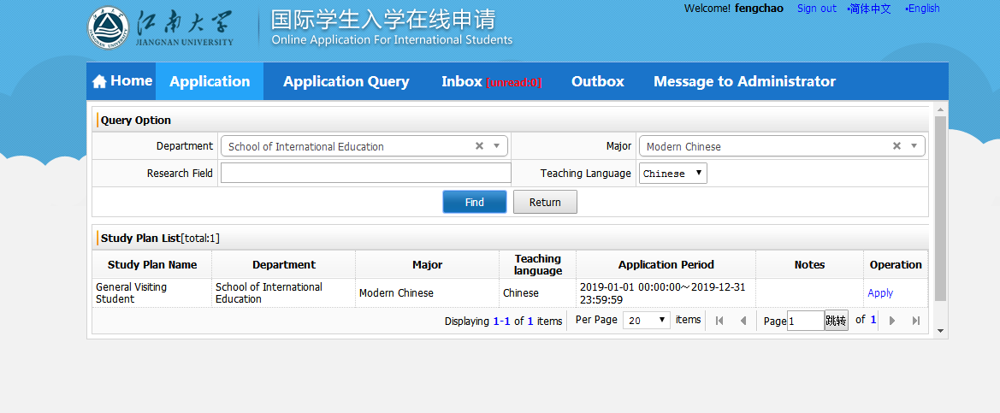 Welcome! fengchao Sign out •简体中文 •English
江南大学 国际学生入学在线申请
JIANGNAN UNIVERSITY Online Application For International Students
Home Application Application Query Inbox [unread:0] Outbox Message to Administrator
Query Option
Department School of International Education Major Modern Chinese
Research Field Teaching Language Chinese
Find Return
Study Plan List[total:1]
Study Plan Name Department Major Teaching language Application Period Notes Operation
General Visiting Student School of International Education Modern Chinese Chinese 2019-01-01 00:00:00～2019-12-31 23:59:59 Apply
Displaying 1-1 of 1 items Per Page 20 items Page 1 跳转 of 1